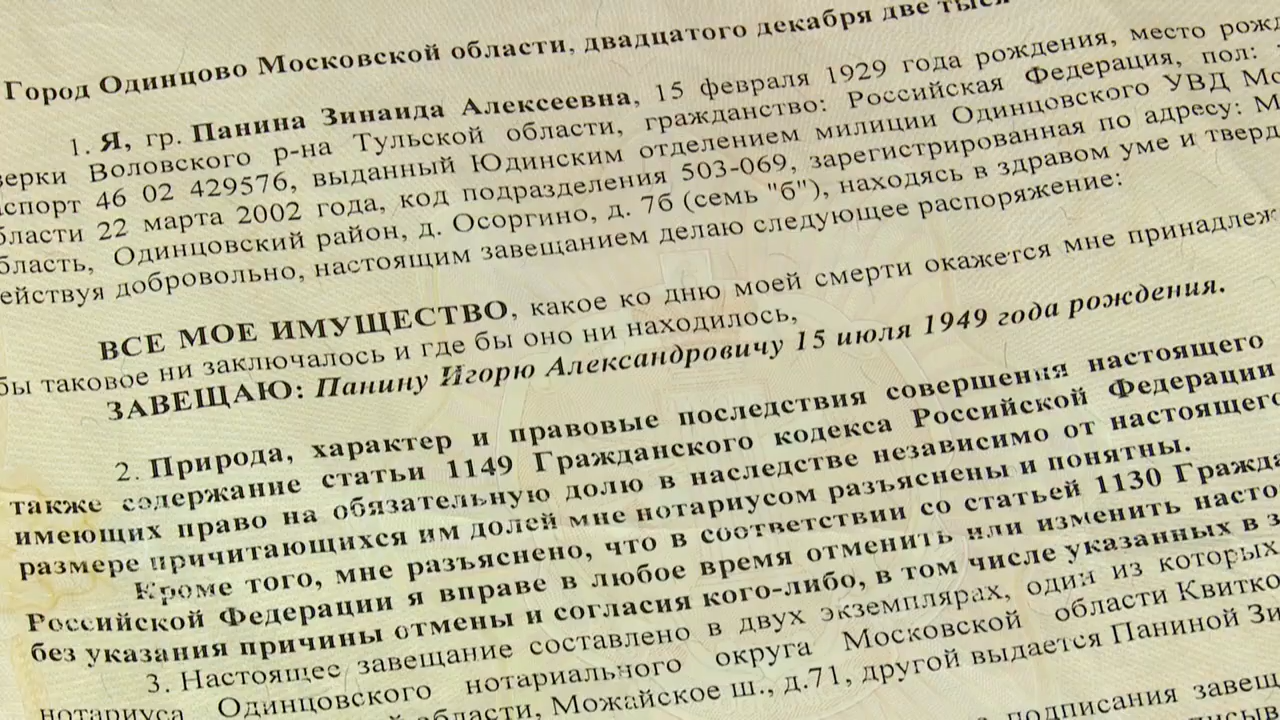 Город Одинцово Московской области, двадцатого декабря две тыся
1. Я, гр. Панина Зинаида Алексеевна, 15 февраля 1929 года рождения, место рожд
верки Воловского р-на Тульской области, гражданство: Российская Федерация, пол:
спорт 46 02 429576, выданный Юдинским отделением милиции Одинцовского УВД Мо
бласти 22 марта 2002 года, код подразделения 503-069, зарегистрированная по адресу: М
бласть, Одинцовский район, д. Осоргино, д. 7б (семь "б"), находясь в здравом уме и тверд
ействуя добровольно, настоящим завещанием делаю следующее распоряжение:
ВСЕ МОЕ ИМУЩЕСТВО, какое ко дню моей смерти окажется мне принадлеж
бы таковое ни заключалось и где бы оно ни находилось,
ЗАВЕЩАЮ: Панину Игорю Александровичу 15 июля 1949 года рождения.
2. Природа, характер и правовые последствия совершения настоящего
также содержание статьи 1149 Гражданского кодекса Российской Федерации
имеющих право на обязательную долю в наследстве независимо от настоящего
размере причитающихся им долей мне нотариусом разъяснены и понятны.
Кроме того, мне разъяснено, что в соответствии со статьей 1130 Гражда
Российской Федерации я вправе в любое время отменить или изменить насто
без указания причины отмены и согласия кого-либо, в том числе указанных в з
3. Настоящее завещание составлено в двух экземплярах, один из которых
нотариуса Одинцовского нотариального округа Московской области Квитко
области, Можайское ш., д.71, другой выдается Паниной Зи
подписания завещ